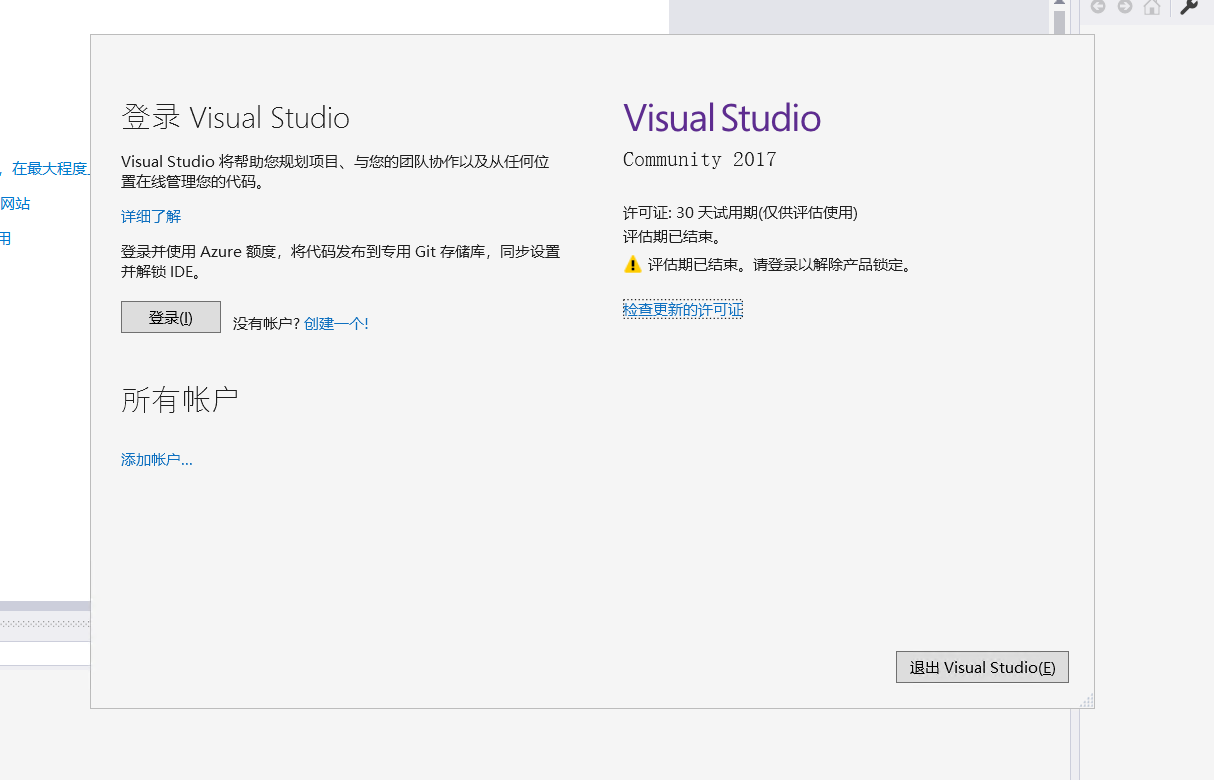 ，在最大程度上
网站
用
登录 Visual Studio
Visual Studio 将帮助您规划项目、与您的团队协作以及从任何位
置在线管理您的代码。
详细了解
登录并使用 Azure 额度，将代码发布到专用 Git 存储库，同步设置
并解锁 IDE。
登录(I)
没有帐户? 创建一个!
所有帐户
添加帐户...
Visual Studio
Community 2017
许可证: 30 天试用期(仅供评估使用)
评估期已结束。
评估期已结束。请登录以解除产品锁定。
检查更新的许可证
退出 Visual Studio(E)